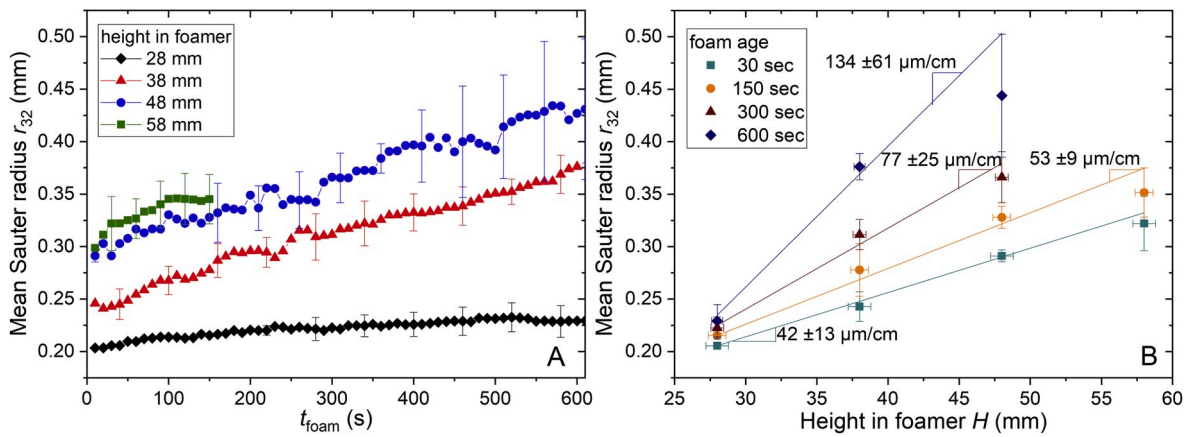 0.50
0.45
0.40
0.35
0.30
0.25
0.20
Mean Sauter radius r32 (mm)
height in foamer
28 mm
38 mm
48 mm
58 mm
A
0 100 200 300 400 500 600
tfoam (s)
0.50
0.45
0.40
0.35
0.30
0.25
0.20
Mean Sauter radius r32 (mm)
foam age
30 sec
150 sec
300 sec
600 sec
134 ±61 µm/cm
77 ±25 µm/cm
53 ±9 µm/cm
42 ±13 µm/cm
B
25 30 35 40 45 50 55 60
Height in foamer H (mm)